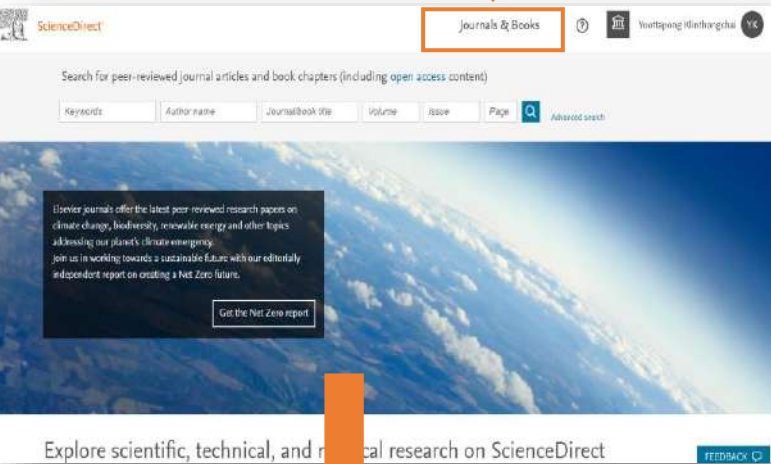 ScienceDirect
Journals & Books
?
Yoottapong Klinthongchai
YK
Search for peer-reviewed journal articles and book chapters (including open access content)
Keywords
Author name
Journal/book title
Volume
Issue
Page
Advanced search
Elsevier journals offer the latest peer-reviewed research papers on
climate change, biodiversity, renewable energy and other topics
addressing our planet's climate emergency.
Join us in working towards a sustainable future with our editorially
independent report on creating a Net Zero future.
Get the Net Zero report
Explore scientific, technical, and research on ScienceDirect
FEEDBACK